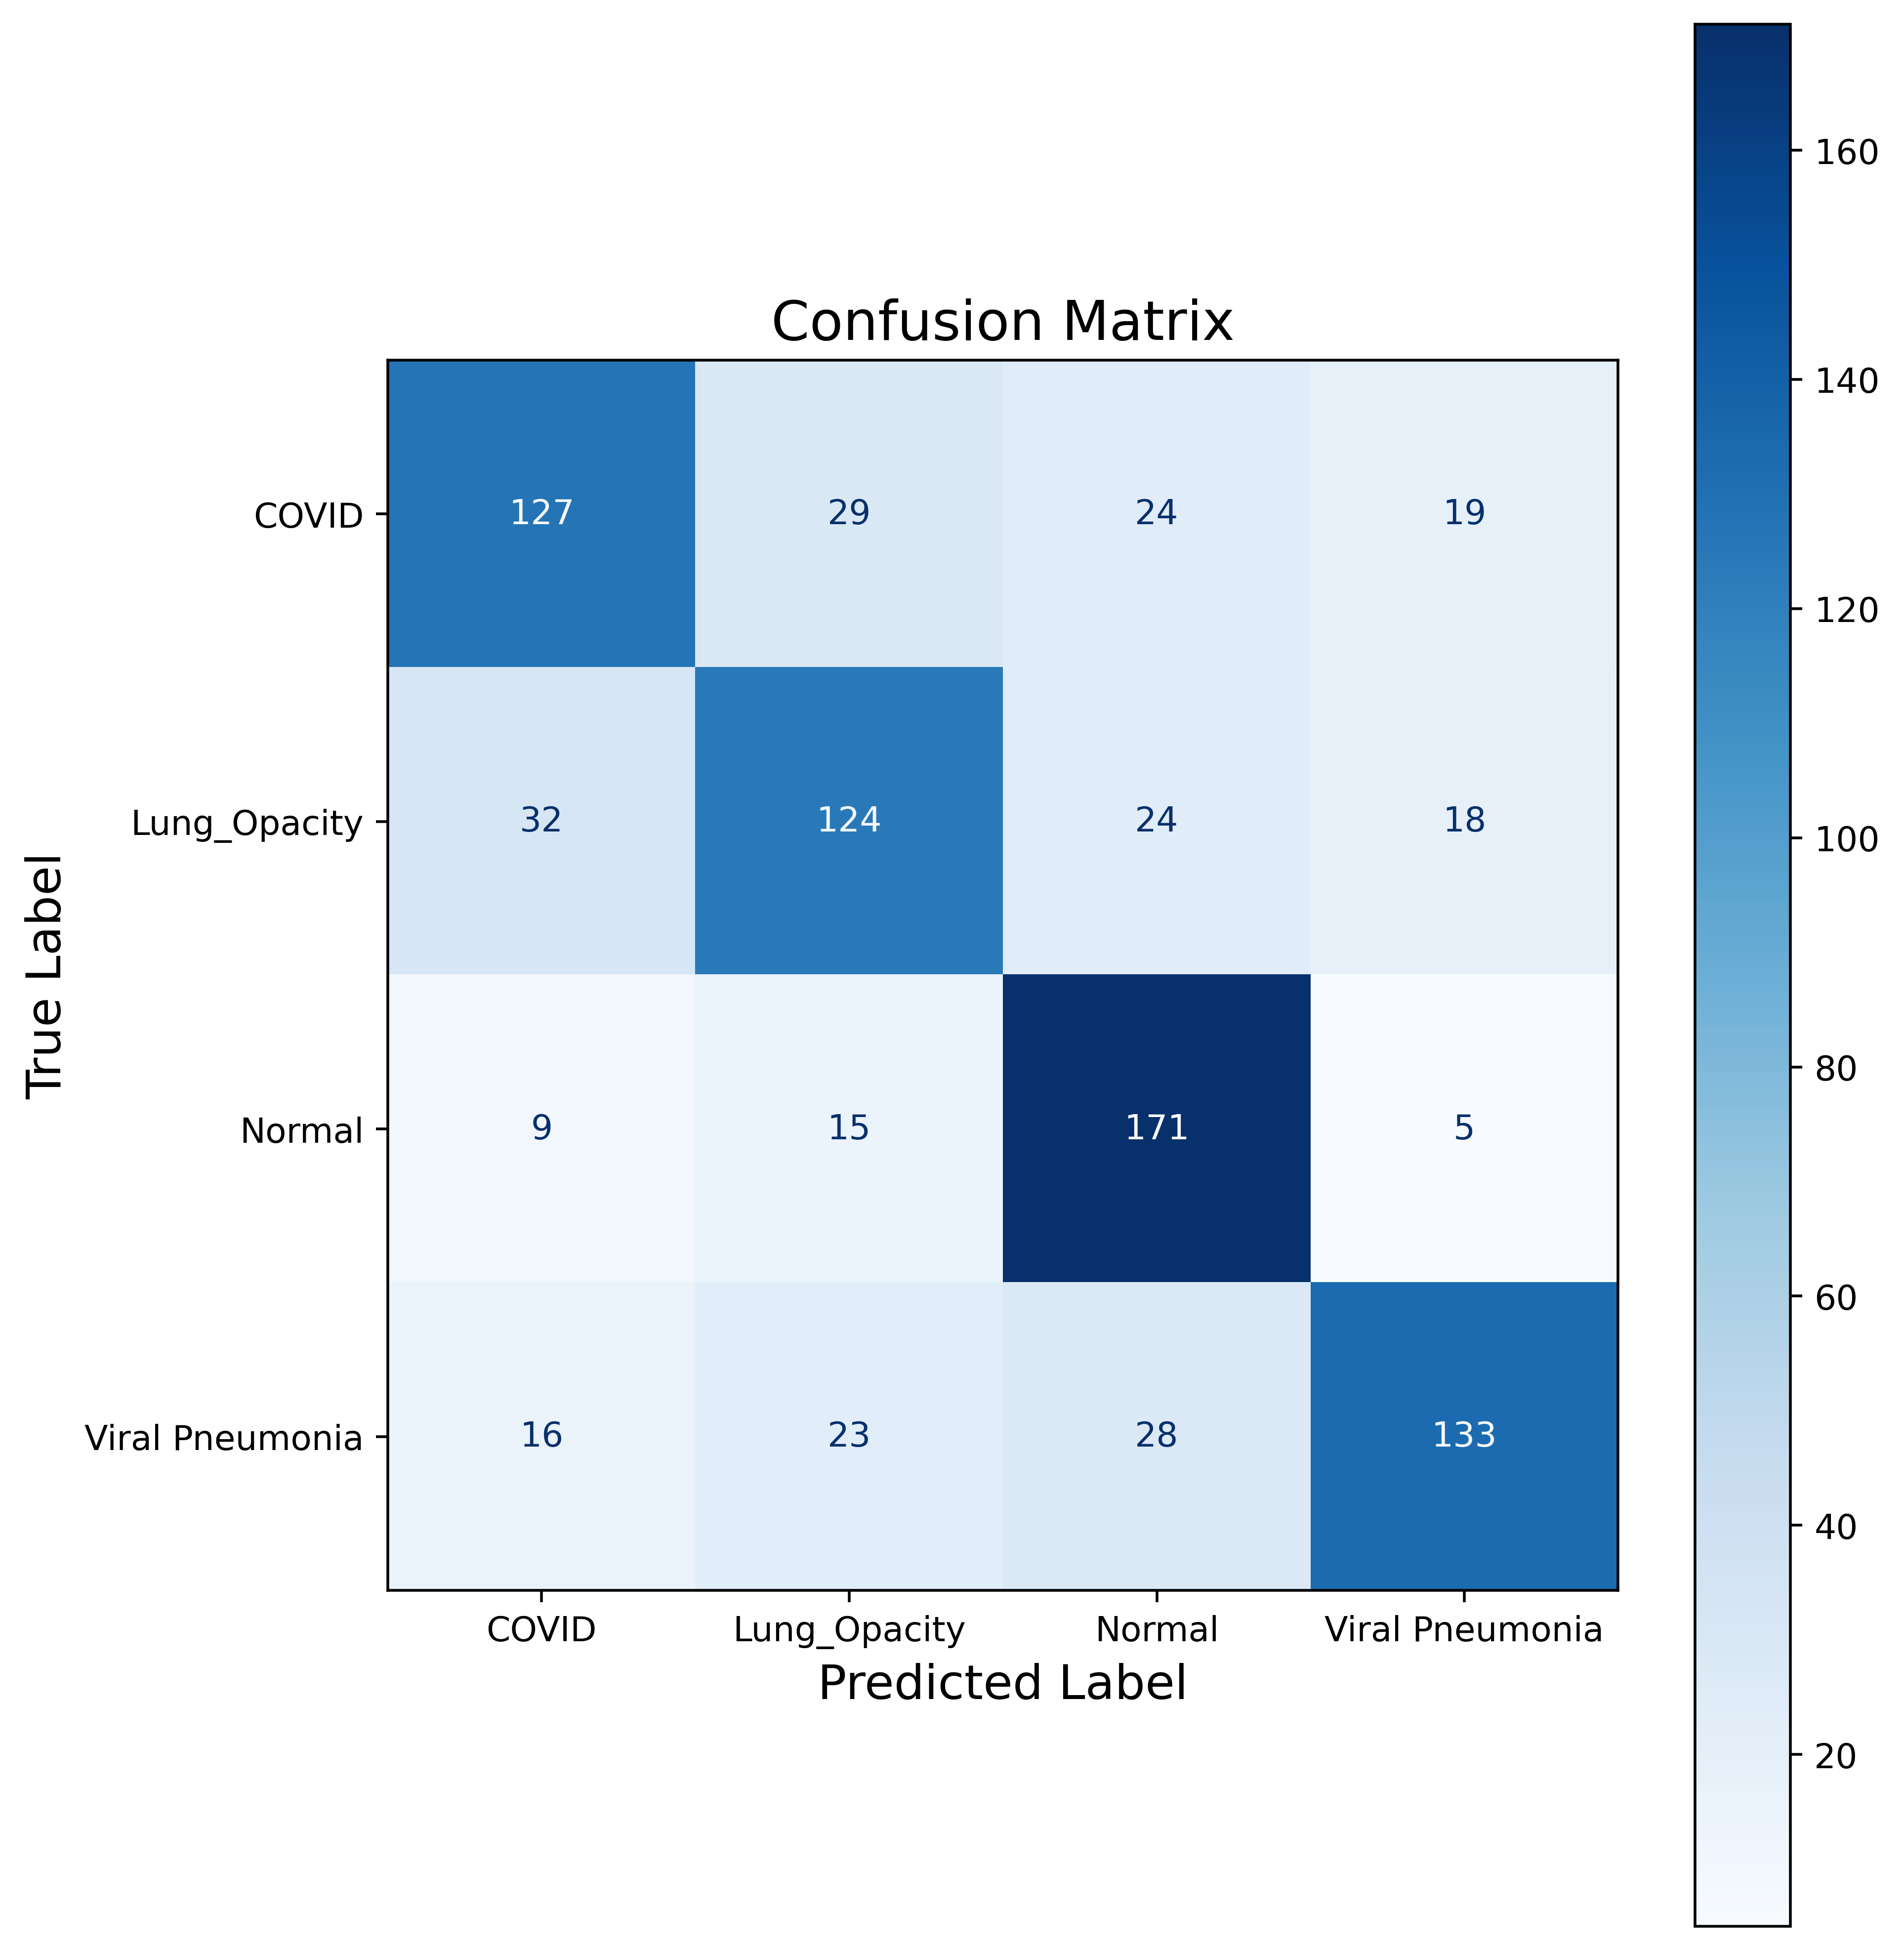 Confusion Matrix
True Label
COVID 127 29 24 19
Lung_Opacity 32 124 24 18
Normal 9 15 171 5
Viral Pneumonia 16 23 28 133
COVID Lung_Opacity Normal Viral Pneumonia
Predicted Label
160
140
120
100
80
60
40
20